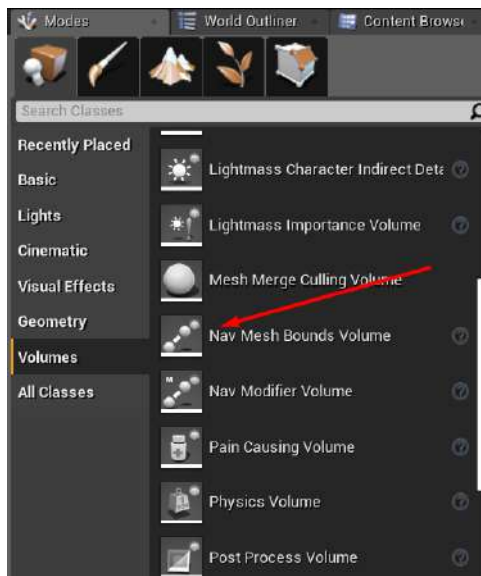 Modes
World Outliner
Content Browse
Search Classes
Recently Placed
Basic
Lights
Cinematic
Visual Effects
Geometry
Volumes
All Classes
Lightmass Character Indirect Deta
Lightmass Importance Volume
Mesh Merge Culling Volume
Nav Mesh Bounds Volume
M
Nav Modifier Volume
Pain Causing Volume
Physics Volume
Post Process Volume